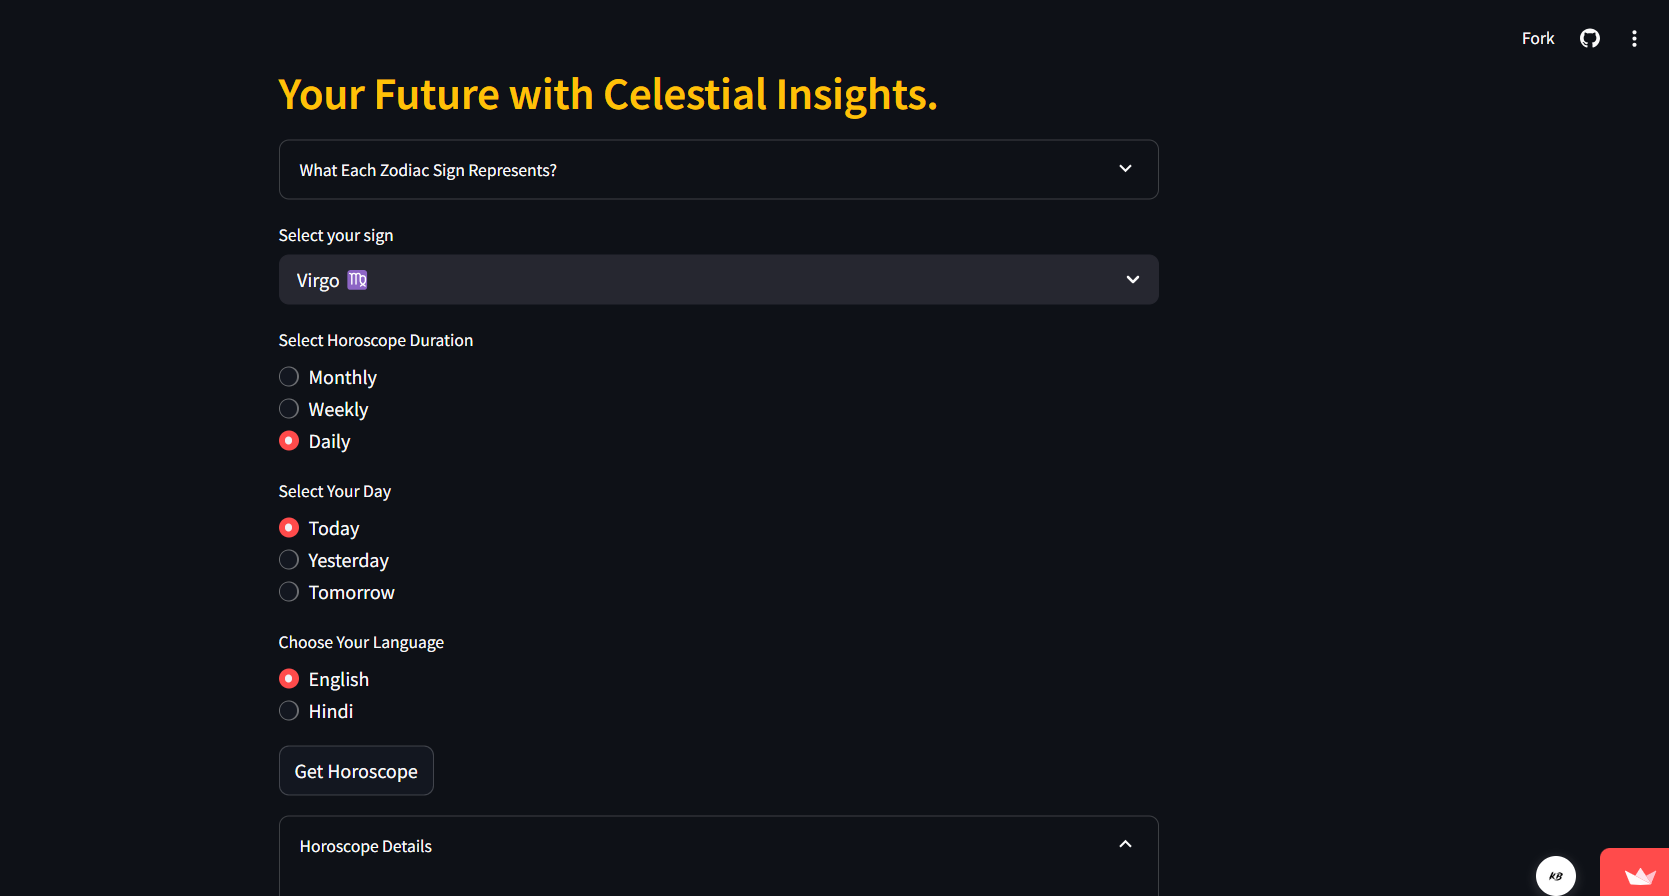 Fork
Your Future with Celestial Insights.
What Each Zodiac Sign Represents?
Select your sign
Virgo ♍
Select Horoscope Duration
Monthly
Weekly
Daily
Select Your Day
Today
Yesterday
Tomorrow
Choose Your Language
English
Hindi
Get Horoscope
Horoscope Details
KB